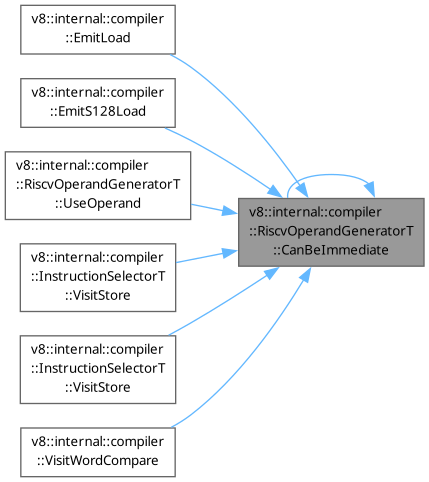 v8::internal::compiler
::EmitLoad
v8::internal::compiler
::EmitS128Load
v8::internal::compiler
::RiscvOperandGeneratorT
::UseOperand
v8::internal::compiler
::RiscvOperandGeneratorT
::CanBeImmediate
v8::internal::compiler
::InstructionSelectorT
::VisitStore
v8::internal::compiler
::InstructionSelectorT
::VisitStore
v8::internal::compiler
::VisitWordCompare